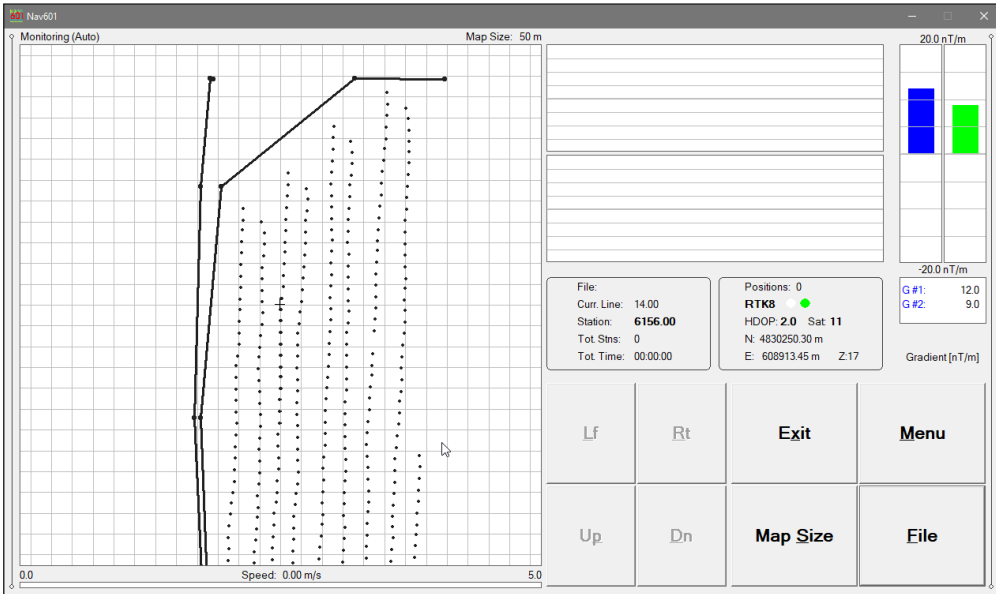 601 Nav601
Monitoring (Auto) Map Size: 50 m
20.0 nT/m
-20.0 nT/m
File:
Curr. Line: 14.00
Station: 6156.00
Tot. Stns: 0
Tot. Time: 00:00:00
Positions: 0
RTK8
HDOP: 2.0 Sat: 11
N: 4830250.30 m
E: 608913.45 m Z:17
G #1: 12.0
G #2: 9.0
Gradient [nT/m]
Lf Rt Exit Menu
Up Dn Map Size File
0.0 Speed: 0.00 m/s 5.0